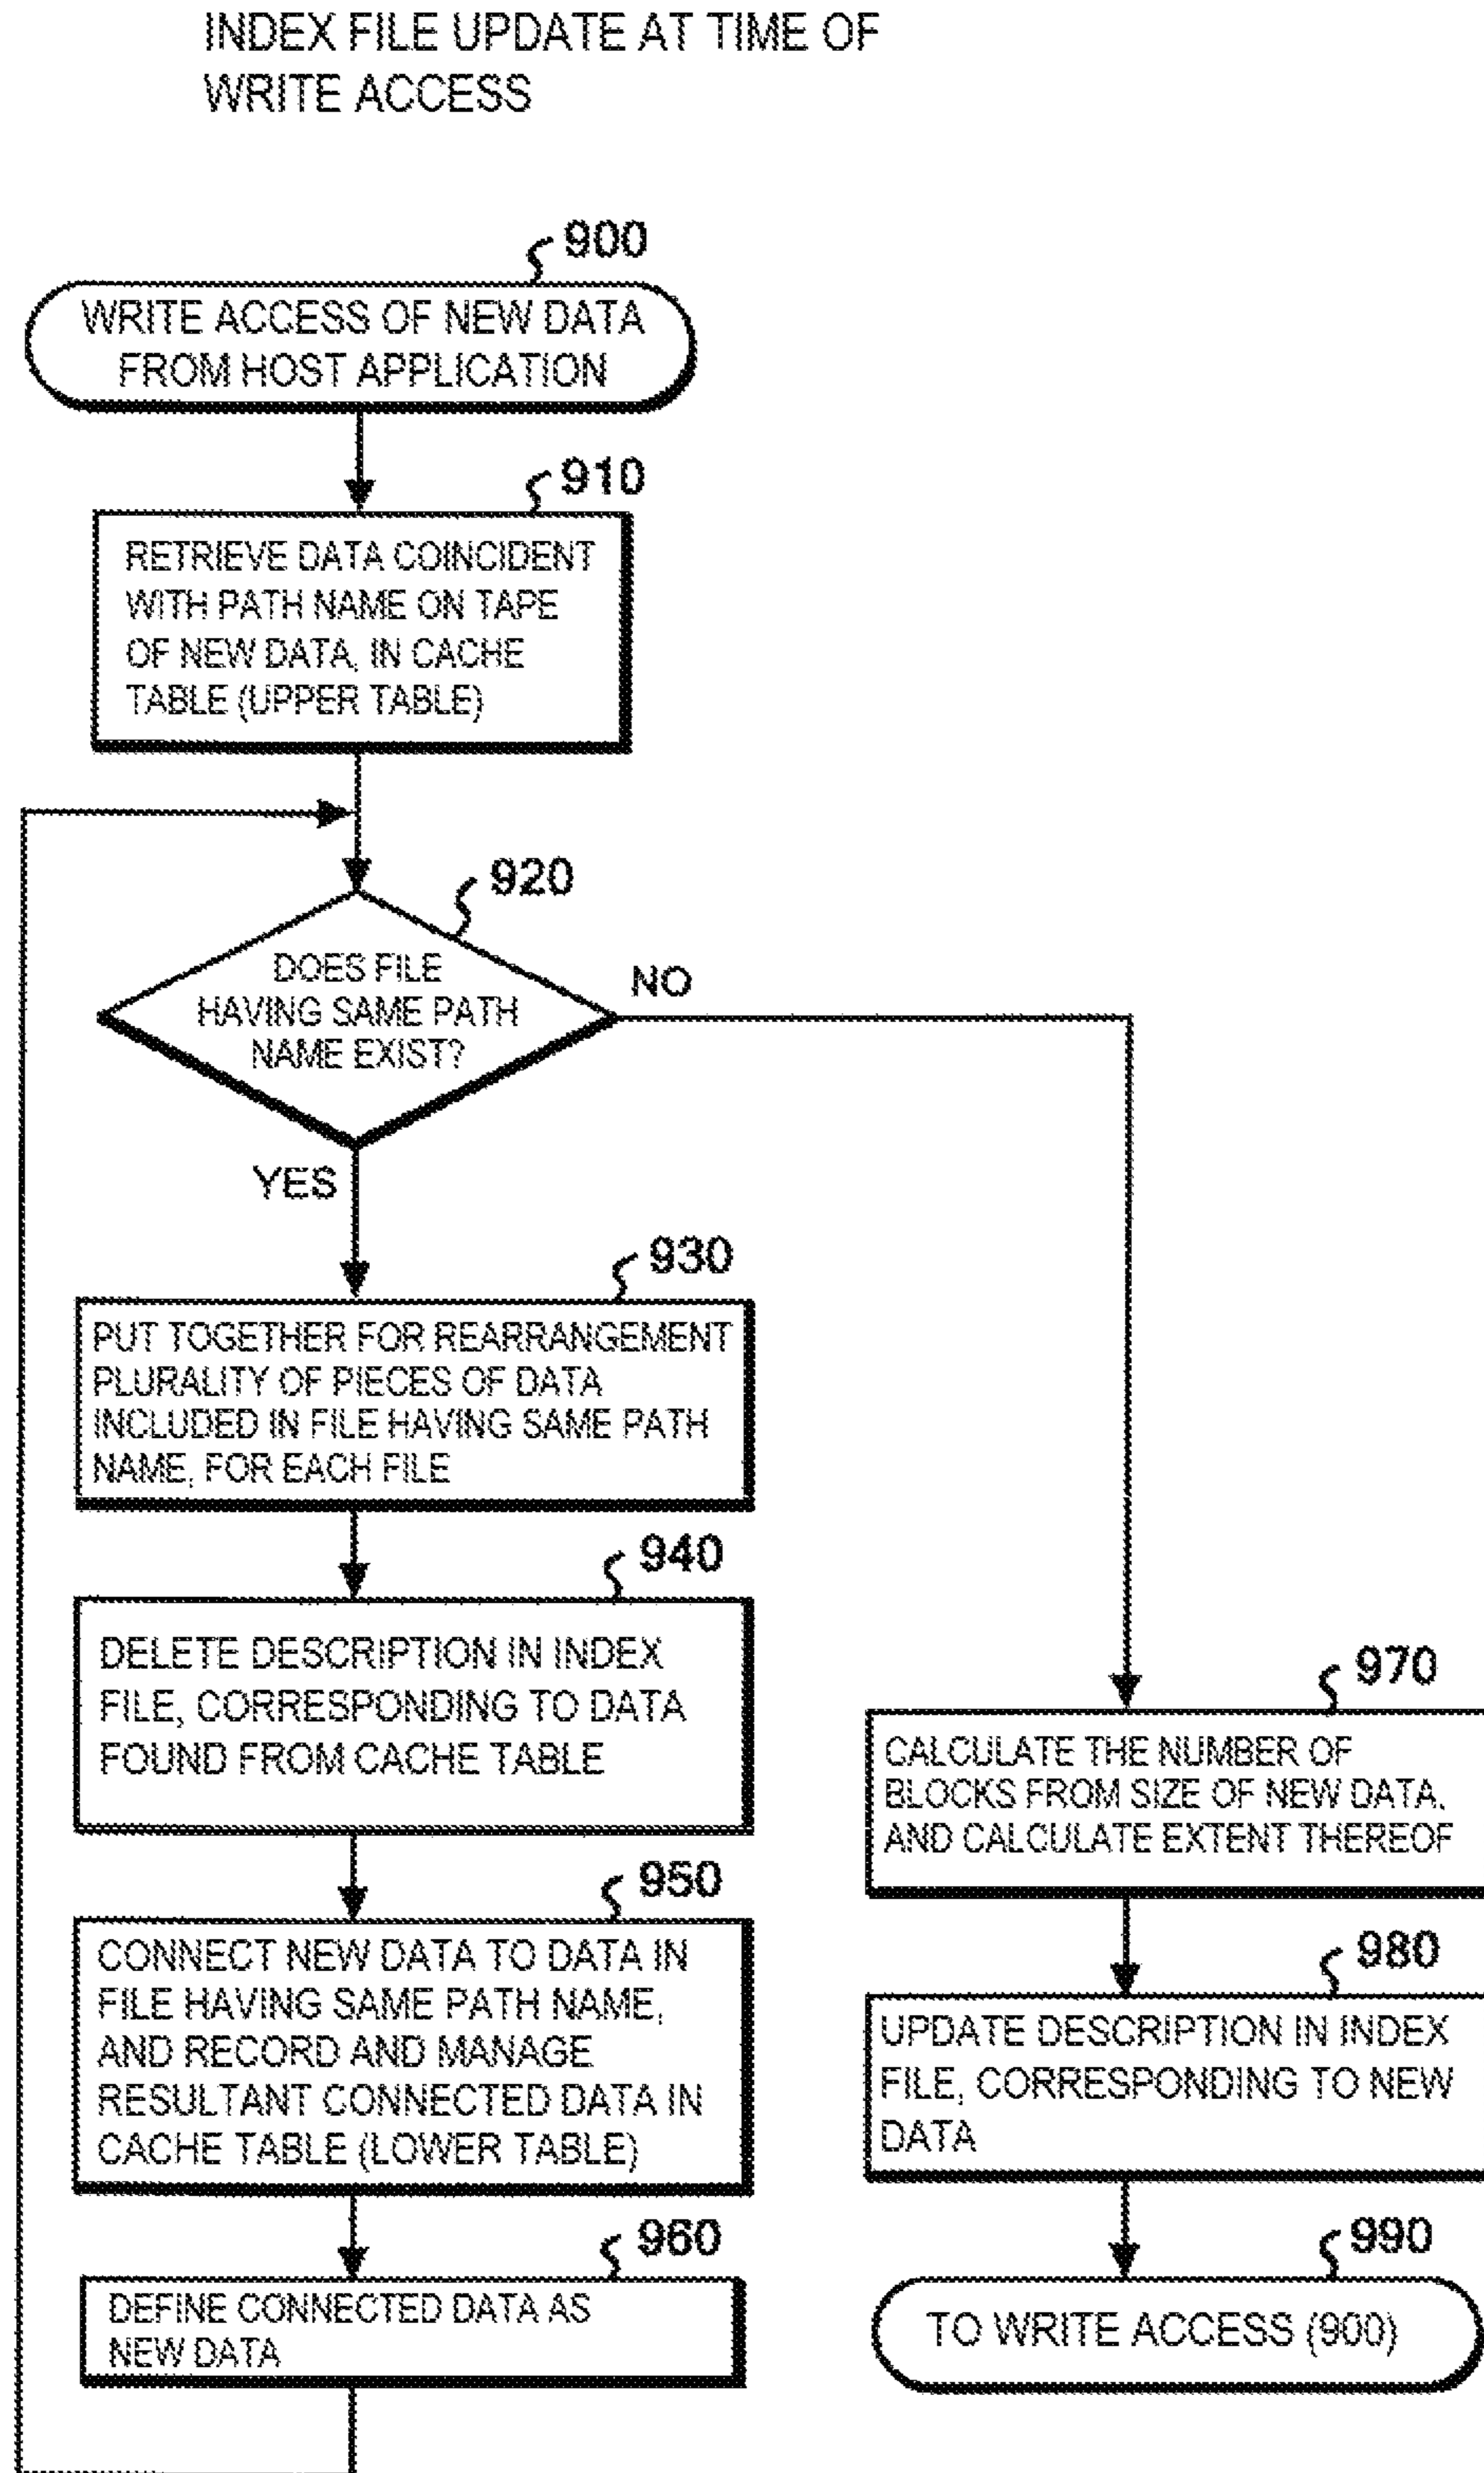 INDEX FILE UPDATE AT TIME OF
WRITE ACCESS
900
WRITE ACCESS OF NEW DATA
FROM HOST APPLICATION
910
RETRIEVE DATA COINCIDENT
WITH PATH NAME ON TAPE
OF NEW DATA, IN CACHE
TABLE (UPPER TABLE)
920
DOES FILE
HAVING SAME PATH
NAME EXIST?
NO
YES
930
PUT TOGETHER FOR REARRANGEMENT
PLURALITY OF PIECES OF DATA
INCLUDED IN FILE HAVING SAME PATH
NAME, FOR EACH FILE
940
DELETE DESCRIPTION IN INDEX
FILE, CORRESPONDING TO DATA
FOUND FROM CACHE TABLE
950
CONNECT NEW DATA TO DATA IN
FILE HAVING SAME PATH NAME,
AND RECORD AND MANAGE
RESULTANT CONNECTED DATA IN
CACHE TABLE (LOWER TABLE)
960
DEFINE CONNECTED DATA AS
NEW DATA
970
CALCULATE THE NUMBER OF
BLOCKS FROM SIZE OF NEW DATA,
AND CALCULATE EXTENT THEREOF
980
UPDATE DESCRIPTION IN INDEX
FILE, CORRESPONDING TO NEW
DATA
990
TO WRITE ACCESS (900)